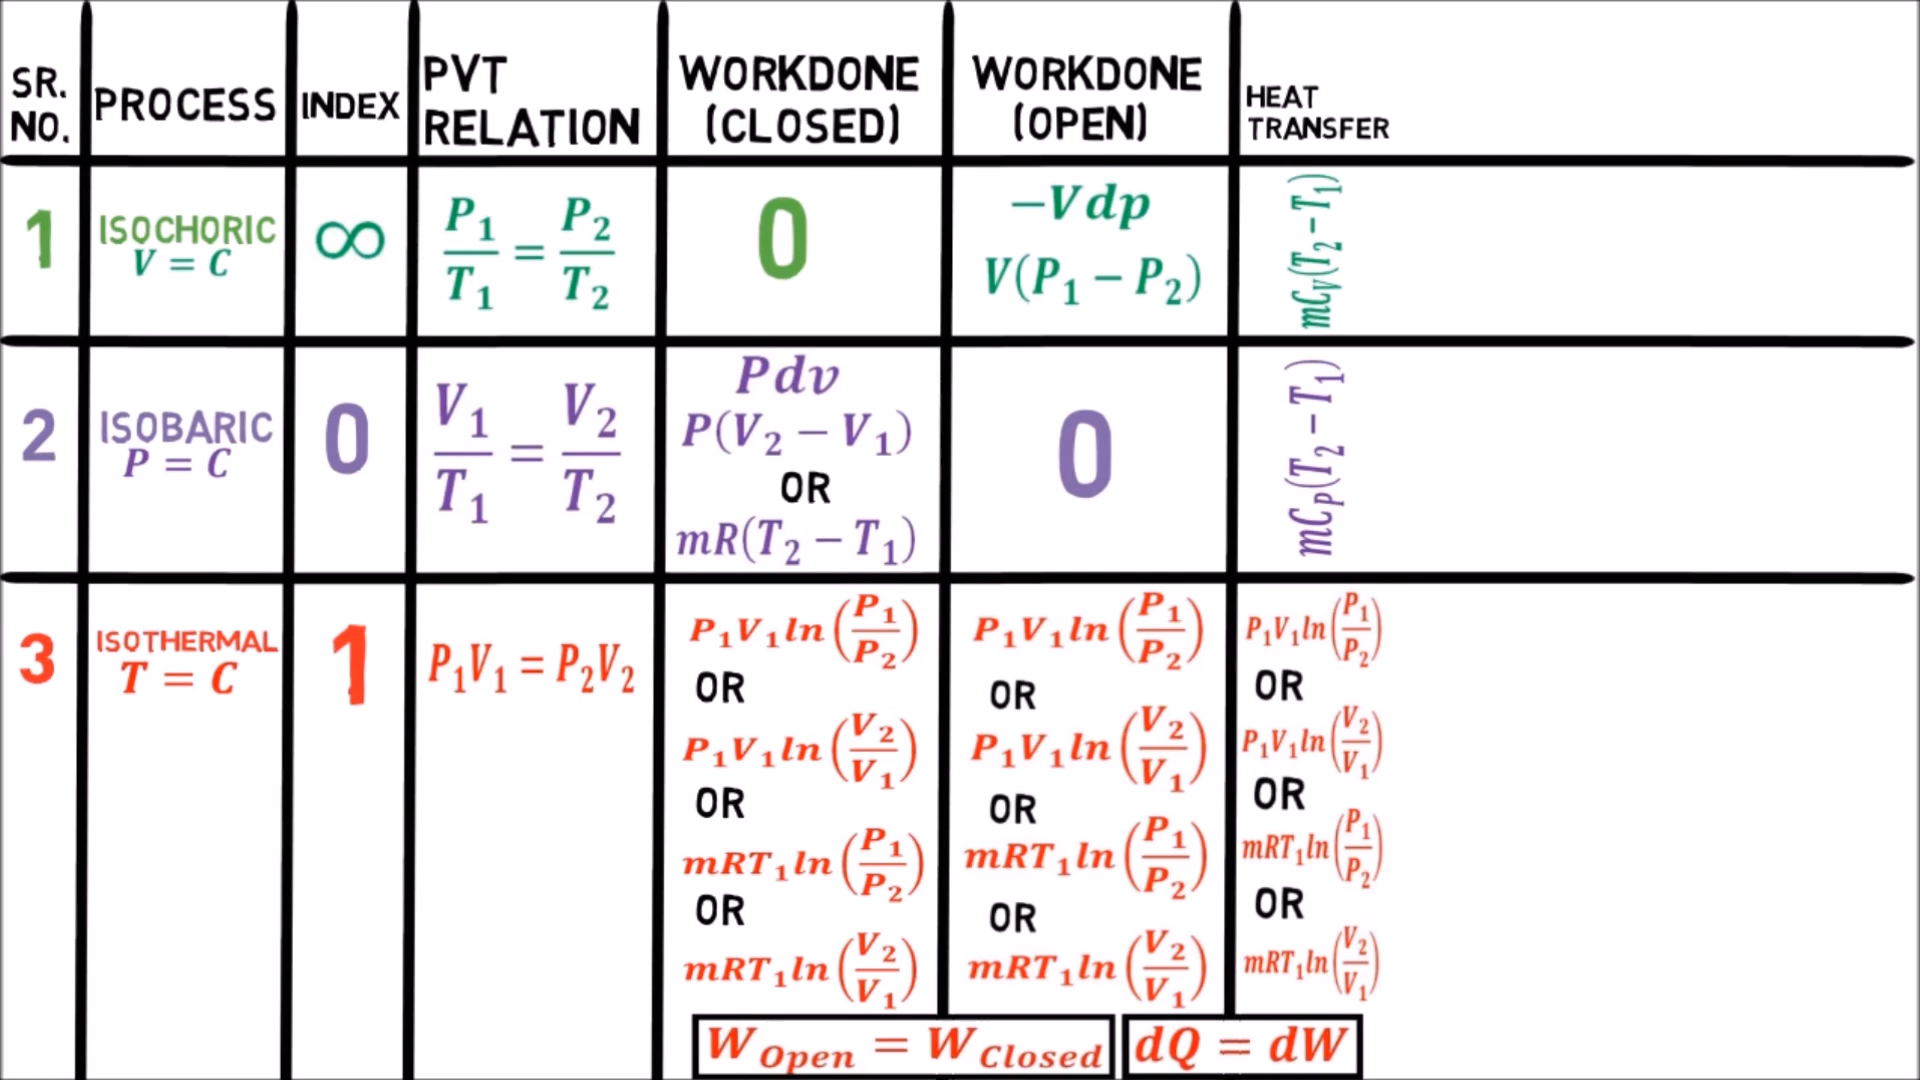 SR. NO.
PROCESS
INDEX
PVT RELATION
WORKDONE (CLOSED)
WORKDONE (OPEN)
HEAT TRANSFER
1
ISOCHORIC
V = C
∞
P₁/T₁ = P₂/T₂
0
−Vdp
V(P₁ − P₂)
mC_V(T₂ − T₁)
2
ISOBARIC
P = C
0
V₁/T₁ = V₂/T₂
Pdv
P(V₂ − V₁)
OR
mR(T₂ − T₁)
0
mC_P(T₂ − T₁)
3
ISOTHERMAL
T = C
1
P₁V₁ = P₂V₂
P₁V₁ln(P₁/P₂)
OR
P₁V₁ln(V₂/V₁)
OR
mRT₁ln(P₁/P₂)
OR
mRT₁ln(V₂/V₁)
P₁V₁ln(P₁/P₂)
OR
P₁V₁ln(V₂/V₁)
OR
mRT₁ln(P₁/P₂)
OR
mRT₁ln(V₂/V₁)
P₁V₁ln(P₁/P₂)
OR
P₁V₁ln(V₂/V₁)
OR
mRT₁ln(P₁/P₂)
OR
mRT₁ln(V₂/V₁)
W_Open = W_Closed
dQ = dW